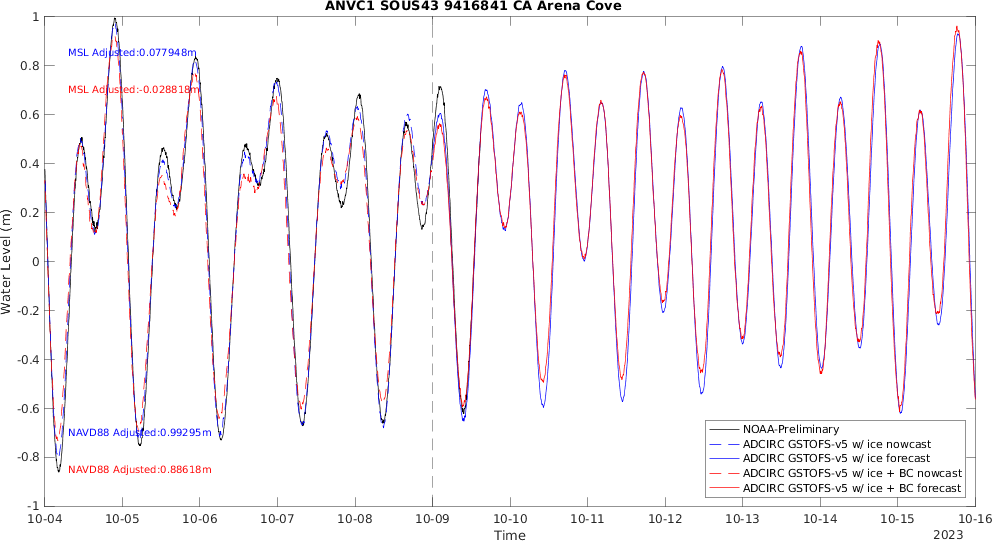 ANVC1 SOUS43 9416841 CA Arena Cove
MSL Adjusted:0.077948m
MSL Adjusted:-0.028818m
NAVD88 Adjusted:0.99295m
NAVD88 Adjusted:0.88618m
Water Level (m)
1
0.8
0.6
0.4
0.2
0
-0.2
-0.4
-0.6
-0.8
-1
NOAA-Preliminary
ADCIRC GSTOFS-v5 w/ ice nowcast
ADCIRC GSTOFS-v5 w/ ice forecast
ADCIRC GSTOFS-v5 w/ ice + BC nowcast
ADCIRC GSTOFS-v5 w/ ice + BC forecast
10-04 10-05 10-06 10-07 10-08 10-09 10-10 10-11 10-12 10-13 10-14 10-15 10-16
Time
2023